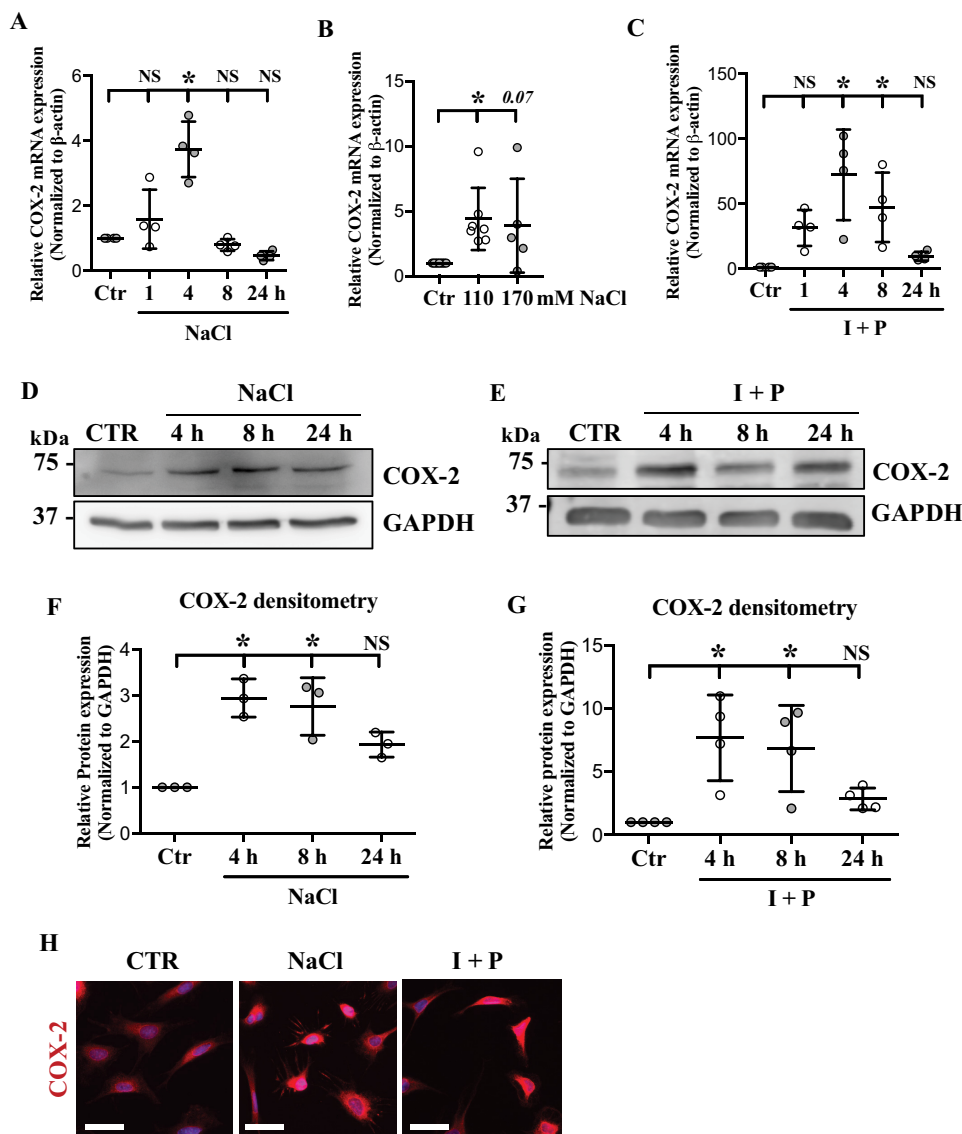 A
Relative COX-2 mRNA expression
(Normalized to β-actin)
6
4
2
0
NS * NS NS
Ctr 1 4 8 24 h
NaCl
B
Relative COX-2 mRNA expression
(Normalized to β-actin)
15
10
5
0
* 0.07
Ctr 110 170 mM NaCl
C
Relative COX-2 mRNA expression
(Normalized to β-actin)
150
100
50
0
NS * * NS
Ctr 1 4 8 24 h
I + P
D
NaCl
kDa CTR 4 h 8 h 24 h
75 COX-2
37 GAPDH
E
I + P
kDa CTR 4 h 8 h 24 h
75 COX-2
37 GAPDH
F
COX-2 densitometry
Relative Protein expression
(Normalized to GAPDH)
4
3
2
1
0
* * NS
Ctr 4 h 8 h 24 h
NaCl
G
COX-2 densitometry
Relative protein expression
(Normalized to GAPDH)
15
10
5
0
* * NS
Ctr 4 h 8 h 24 h
I + P
H
CTR NaCl I + P
COX-2